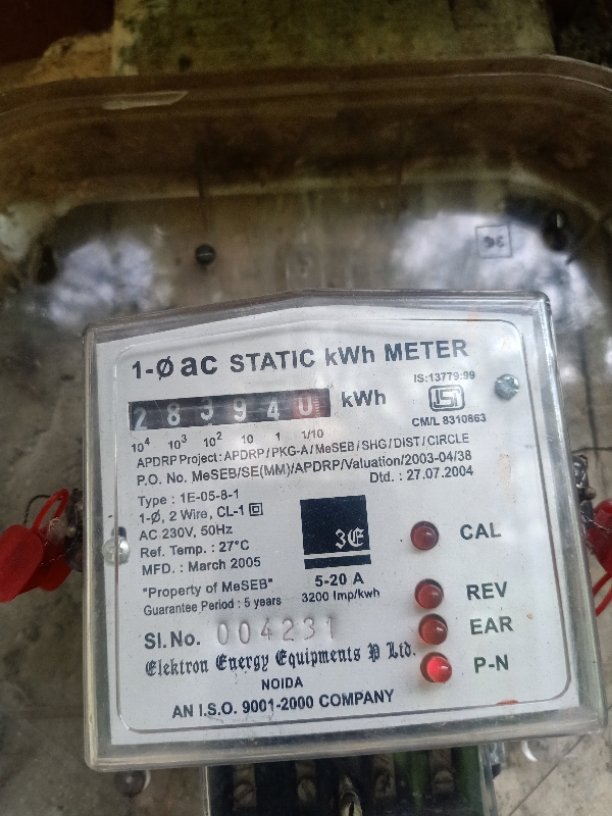 1-Ø ac STATIC kWh METER
IS:13779:99
2 8 3 9 4 0 kWh
CM/L 8310863
10⁴ 10³ 10² 10 1 1/10
APDRP Project : APDRP / PKG-A / MeSEB / SHG / DIST / CIRCLE
P.O. No. MeSEB/SE(MM)/APDRP/Valuation/2003-04/38
Dtd. : 27.07.2004
Type : 1E-05-8-1
1-Ø, 2 Wire, CL-1
AC 230V, 50Hz
Ref. Temp. : 27°C
MFD. : March 2005
3E
CAL
"Property of MeSEB"
Guarantee Period : 5 years
5-20 A
3200 Imp/kwh
REV
EAR
Sl.No. 004231
P-N
Elektron Energy Equipments P Ltd.
NOIDA
AN I.S.O. 9001-2000 COMPANY